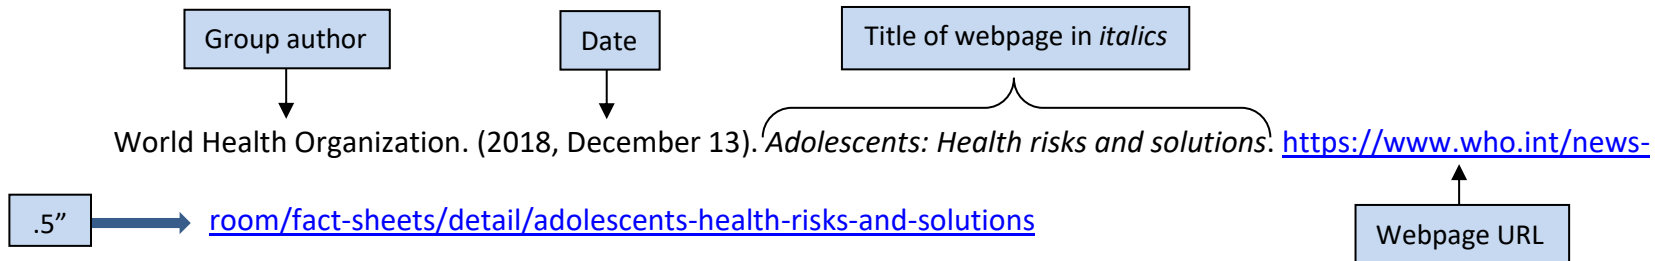 Group author
Date
Title of webpage in italics
World Health Organization. (2018, December 13). Adolescents: Health risks and solutions. https://www.who.int/news-
.5”
room/fact-sheets/detail/adolescents-health-risks-and-solutions
Webpage URL